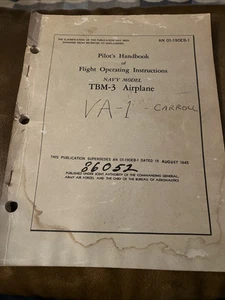 AN 01-190EB-1
Pilot's Handbook
of
Flight Operating Instructions
NAVY MODEL
TBM-3 Airplane
VA-1 - CARROLL
THIS PUBLICATION SUPERSEDES AN 01-190EB-1 DATED 15 AUGUST 1945
86052
PUBLISHED UNDER JOINT AUTHORITY OF THE COMMANDING GENERAL,
ARMY AIR FORCES, AND THE CHIEF OF THE BUREAU OF AERONAUTICS